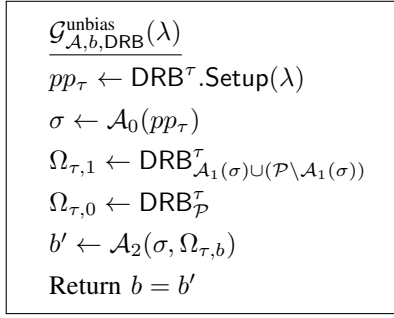 𝒢^{unbias}_{𝒜,b,DRB}(λ)
pp_τ ← DRB^τ.Setup(λ)
σ ← 𝒜_0(pp_τ)
Ω_{τ,1} ← DRB^τ_{𝒜_1(σ)∪(𝒫\𝒜_1(σ))}
Ω_{τ,0} ← DRB^τ_𝒫
b′ ← 𝒜_2(σ, Ω_{τ,b})
Return b = b′